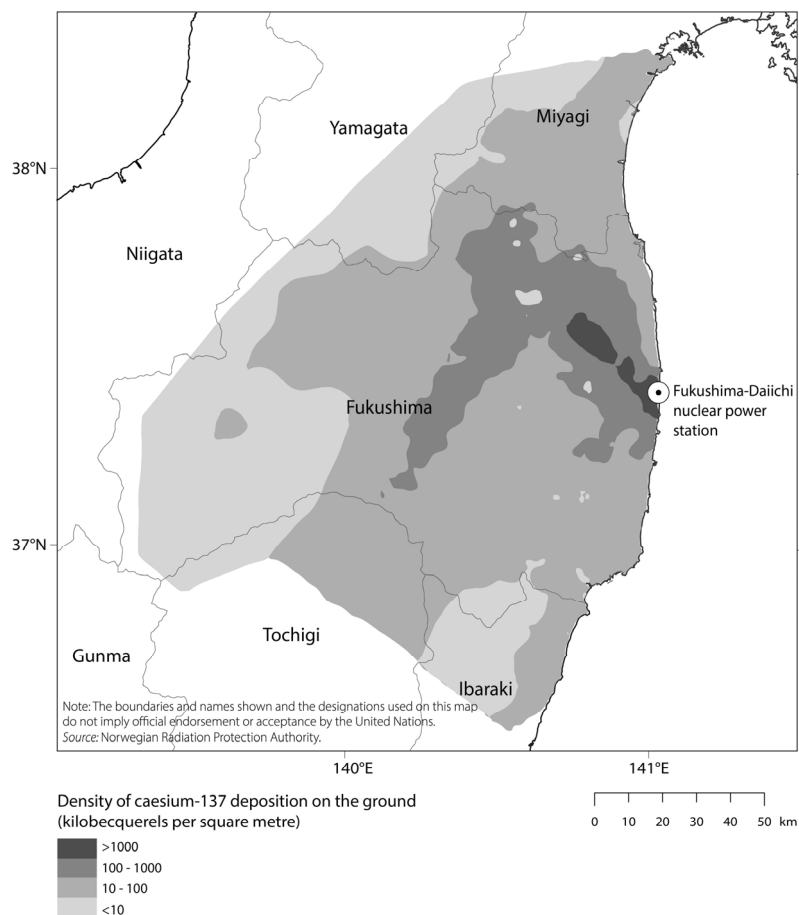 Yamagata
Miyagi
38°N
Niigata
Fukushima-Daiichi
nuclear power
station
Fukushima
37°N
Tochigi
Gunma
Ibaraki
Note: The boundaries and names shown and the designations used on this map
do not imply official endorsement or acceptance by the United Nations.
Source: Norwegian Radiation Protection Authority.
140°E
141°E
Density of caesium-137 deposition on the ground
(kilobecquerels per square metre)
0 10 20 30 40 50 km
>1000
100 - 1000
10 - 100
<10